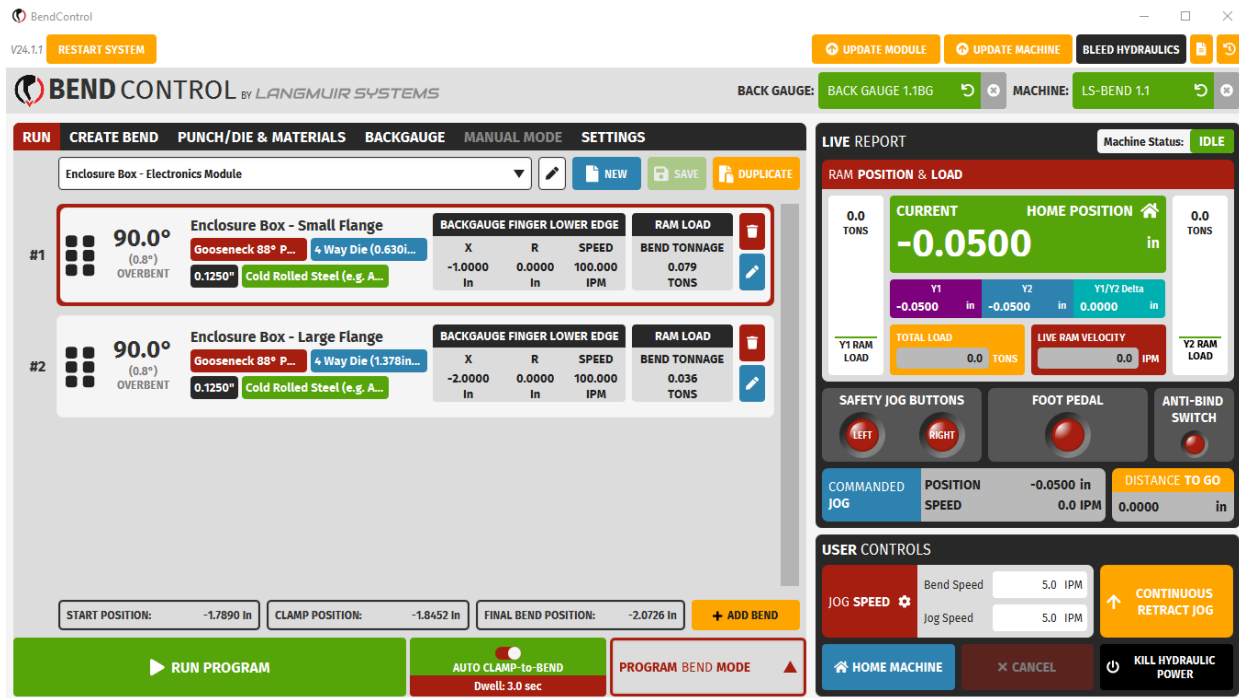 BendControl
V24.1.1 RESTART SYSTEM UPDATE MODULE UPDATE MACHINE BLEED HYDRAULICS
BEND CONTROL BY LANGMUIR SYSTEMS BACK GAUGE: BACK GAUGE 1.1BG MACHINE: LS-BEND 1.1
RUN CREATE BEND PUNCH/DIE & MATERIALS BACKGAUGE MANUAL MODE SETTINGS
Enclosure Box - Electronics Module NEW SAVE DUPLICATE
#1
90.0°
(0.8°)
OVERBENT
Enclosure Box - Small Flange
Gooseneck 88° P... 4 Way Die (0.630i...
0.1250" Cold Rolled Steel (e.g. A...
BACKGAUGE FINGER LOWER EDGE
X R SPEED
-1.0000 0.0000 100.000
In In IPM
RAM LOAD
BEND TONNAGE
0.079
TONS
#2
90.0°
(0.8°)
OVERBENT
Enclosure Box - Large Flange
Gooseneck 88° P... 4 Way Die (1.378in...
0.1250" Cold Rolled Steel (e.g. A...
BACKGAUGE FINGER LOWER EDGE
X R SPEED
-2.0000 0.0000 100.000
In In IPM
RAM LOAD
BEND TONNAGE
0.036
TONS
START POSITION: -1.7890 In CLAMP POSITION: -1.8452 In FINAL BEND POSITION: -2.0726 In + ADD BEND
RUN PROGRAM
AUTO CLAMP-to-BEND
Dwell: 3.0 sec
PROGRAM BEND MODE
LIVE REPORT Machine Status: IDLE
RAM POSITION & LOAD
0.0
TONS
Y1 RAM
LOAD
CURRENT HOME POSITION
-0.0500 in
Y1 Y2 Y1/Y2 Delta
-0.0500 in -0.0500 in 0.0000 in
TOTAL LOAD LIVE RAM VELOCITY
0.0 TONS 0.0 IPM
0.0
TONS
Y2 RAM
LOAD
SAFETY JOG BUTTONS
LEFT RIGHT
FOOT PEDAL
ANTI-BIND
SWITCH
COMMANDED
JOG
POSITION -0.0500 in
SPEED 0.0 IPM
DISTANCE TO GO
0.0000 in
USER CONTROLS
JOG SPEED
Bend Speed 5.0 IPM
Jog Speed 5.0 IPM
CONTINUOUS
RETRACT JOG
HOME MACHINE
CANCEL
KILL HYDRAULIC
POWER